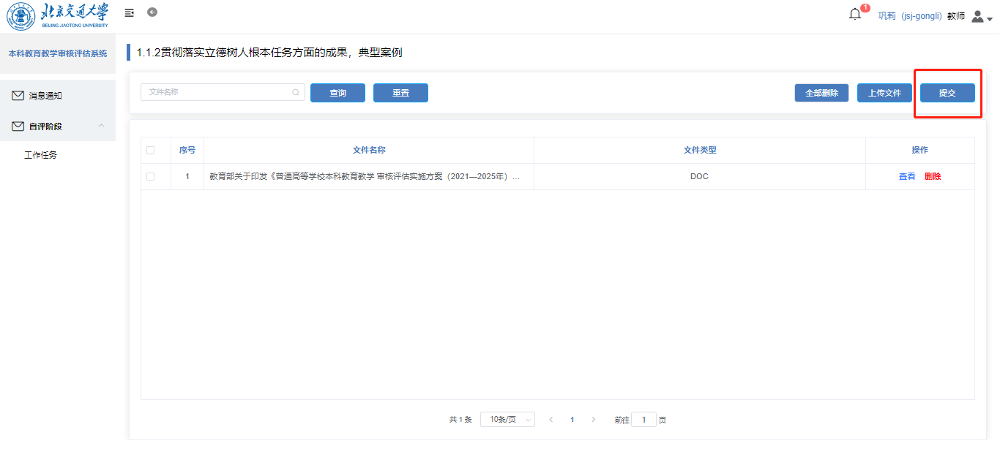 北京交通大学
BEIJING JIAOTONG UNIVERSITY
1
巩莉 (jsj-gongli) 教师
本科教育教学审核评估系统
1.1.2贯彻落实立德树人根本任务方面的成果，典型案例
消息通知
自评阶段
工作任务
文件名称
查询
重置
全部删除
上传文件
提交
序号 文件名称 文件类型 操作
1 教育部关于印发《普通高等学校本科教育教学 审核评估实施方案（2021—2025年）... DOC 查看 删除
共 1 条 10条/页 1 前往 1 页